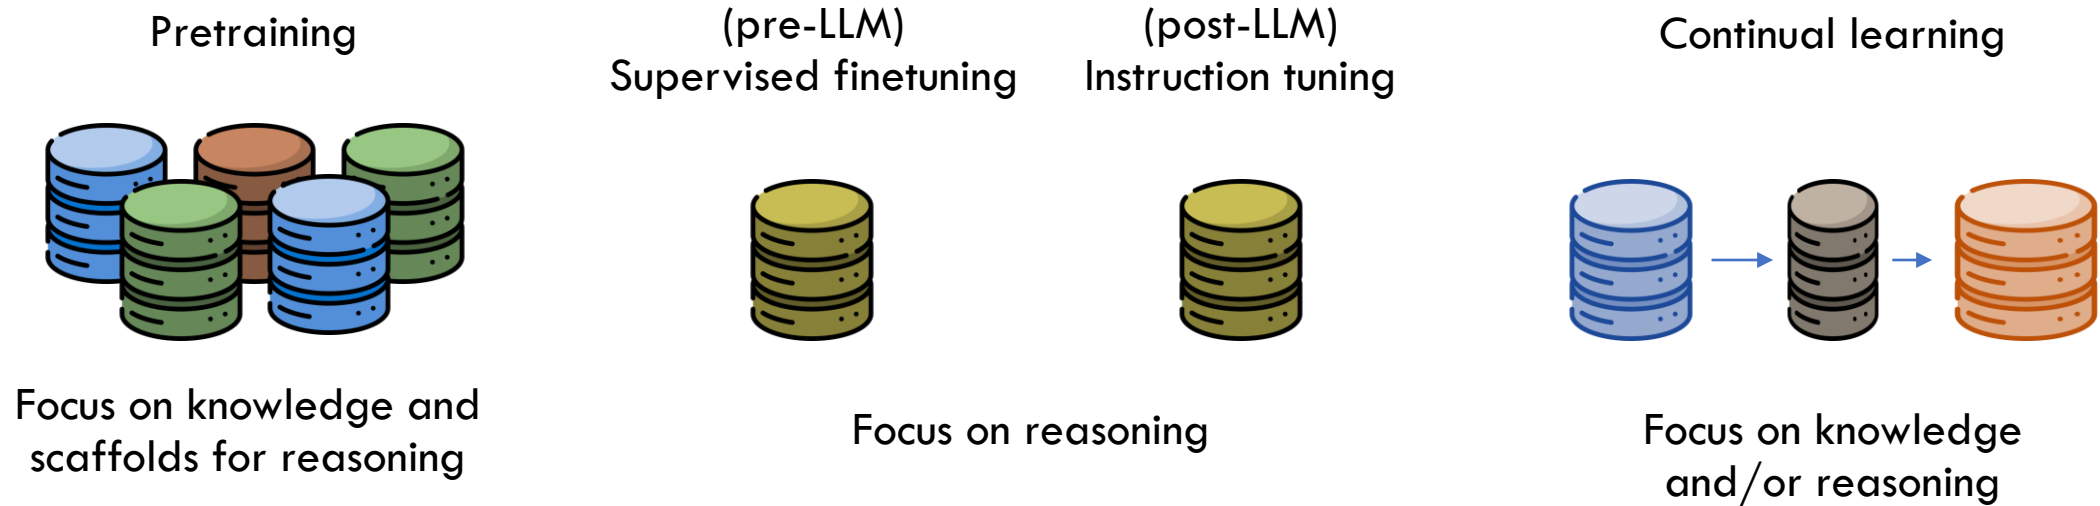 Pretraining
(pre-LLM)
Supervised finetuning
(post-LLM)
Instruction tuning
Continual learning
Focus on knowledge and
scaffolds for reasoning
Focus on reasoning
Focus on knowledge
and/or reasoning